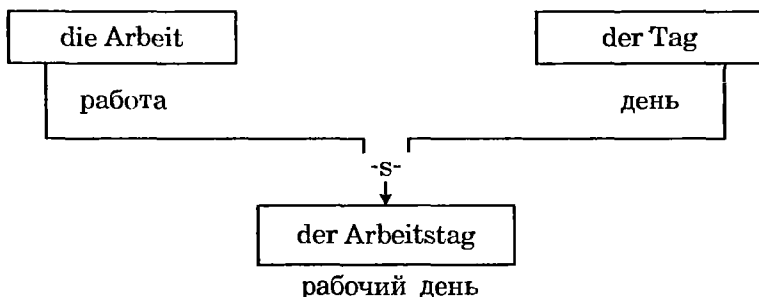 die Arbeit
der Tag
работа
день
-s-
der Arbeitstag
рабочий день